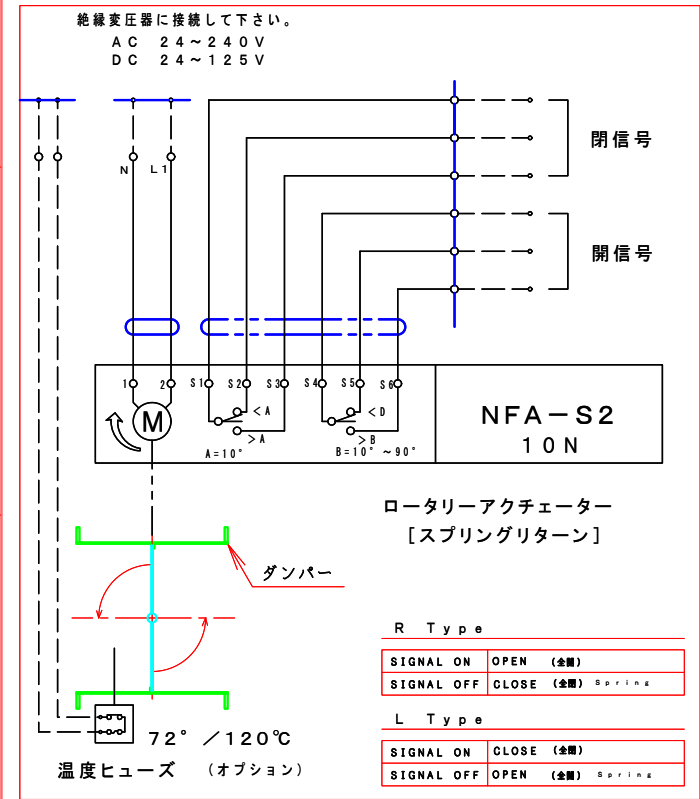 絶縁変圧器に接続して下さい。
AC 24～240V
DC 24～125V
N L1
閉信号
開信号
1 2 S1 S2 S3 S4 S5 S6
M
<A
>A
A=10°
<D
>B
B=10° ~90°
NFA-S2
10N
ロータリーアクチェーター
[スプリングリターン]
ダンパー
72° /120℃
温度ヒューズ (オプション)
R Type
SIGNAL ON OPEN
SIGNAL OFF CLOSE Spring
L Type
SIGNAL ON CLOSE
SIGNAL OFF OPEN Spring